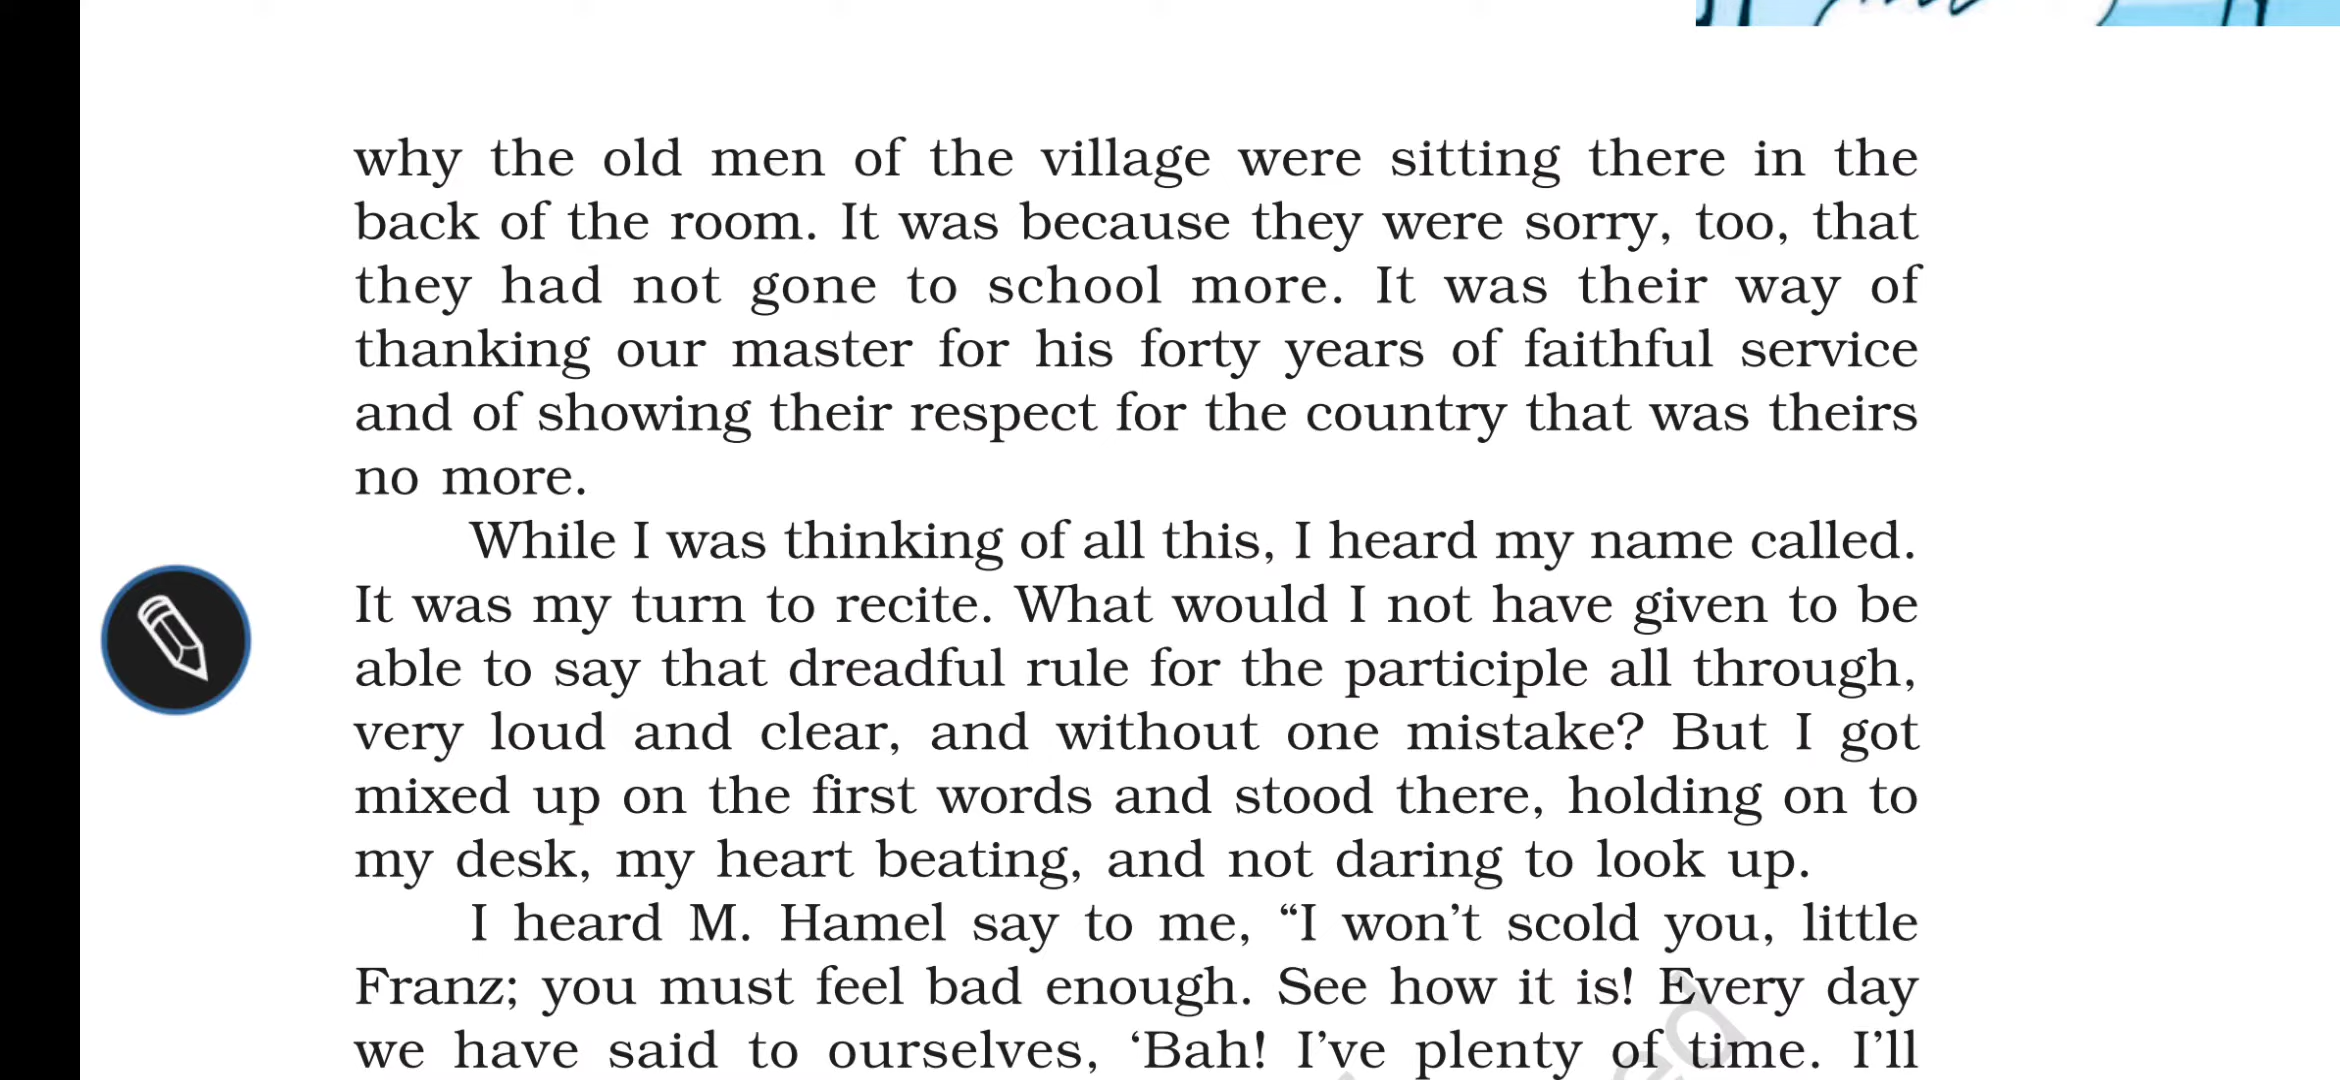 why the old men of the village were sitting there in the
back of the room. It was because they were sorry, too, that
they had not gone to school more. It was their way of
thanking our master for his forty years of faithful service
and of showing their respect for the country that was theirs
no more.
While I was thinking of all this, I heard my name called.
It was my turn to recite. What would I not have given to be
able to say that dreadful rule for the participle all through,
very loud and clear, and without one mistake? But I got
mixed up on the first words and stood there, holding on to
my desk, my heart beating, and not daring to look up.
I heard M. Hamel say to me, “I won’t scold you, little
Franz; you must feel bad enough. See how it is! Every day
we have said to ourselves, ‘Bah! I’ve plenty of time. I’ll